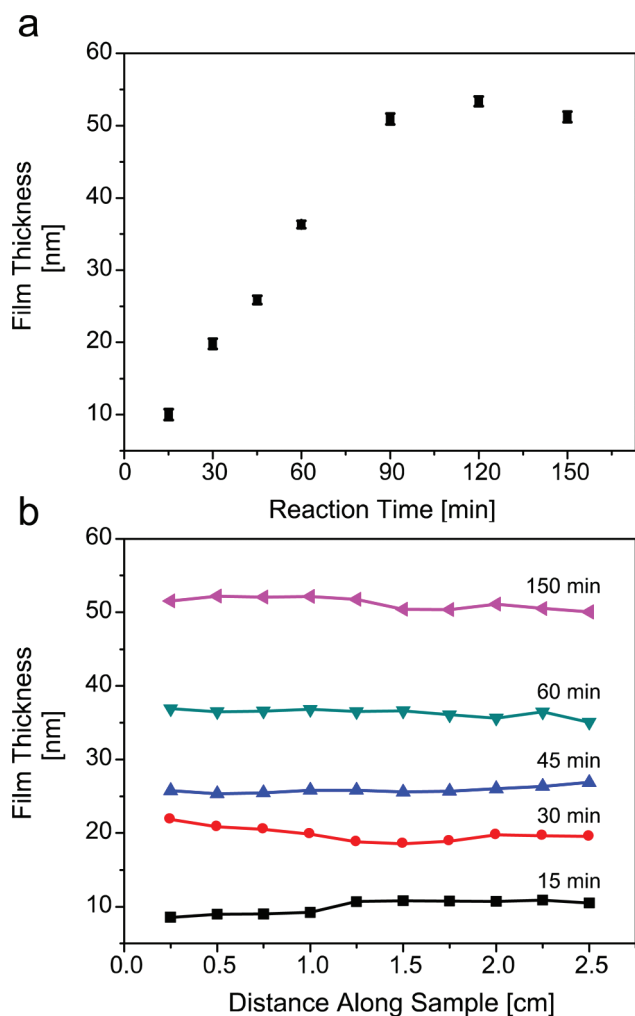 a
60
50
40
30
20
10
Film Thickness
[nm]
0 30 60 90 120 150
Reaction Time [min]
b
60
50
40
30
20
10
Film Thickness
[nm]
150 min
60 min
45 min
30 min
15 min
0.0 0.5 1.0 1.5 2.0 2.5
Distance Along Sample [cm]